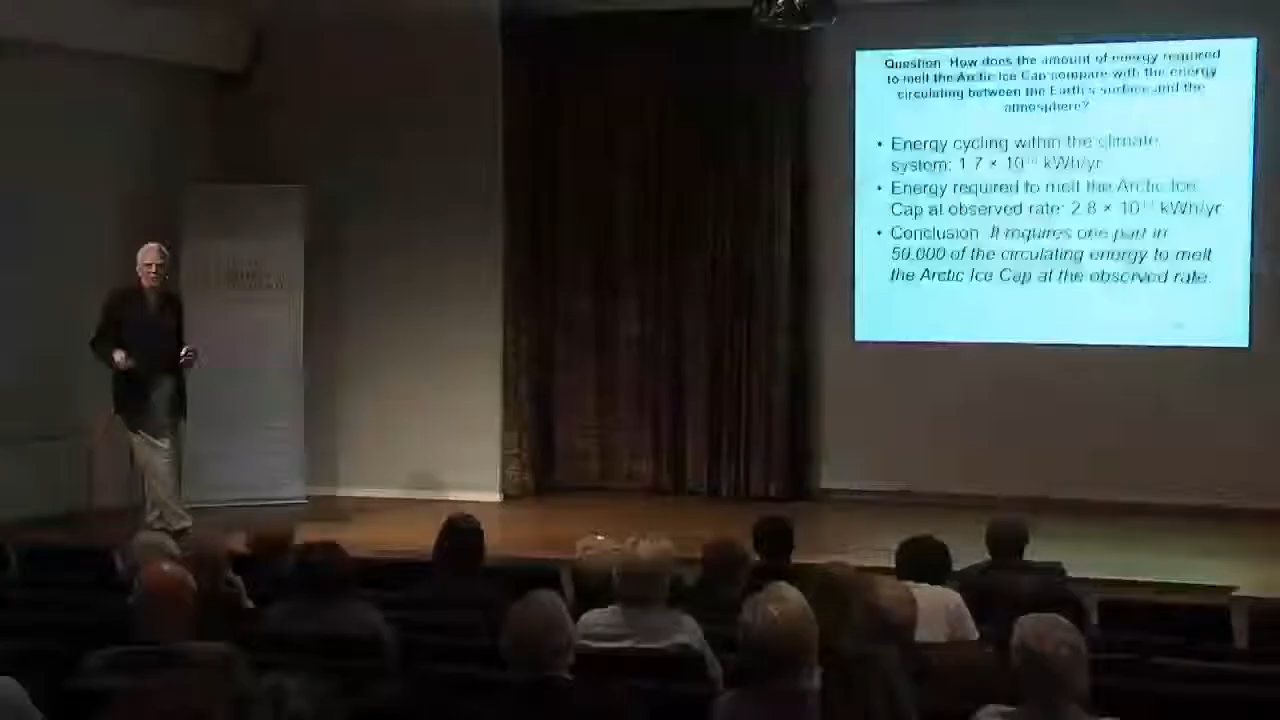 Question How does the amount of energy required
to melt the Arctic Ice Cap compare with the energy
circulating between the Earth's surface and the
atmosphere?
• Energy cycling within the climate
system: 1.7 × 10 kWh/yr
• Energy required to melt the Arctic Ice
Cap at observed rate: 2.8 × 10 kWh/yr
• Conclusion It requires one part in
50,000 of the circulating energy to melt
the Arctic Ice Cap at the observed rate.